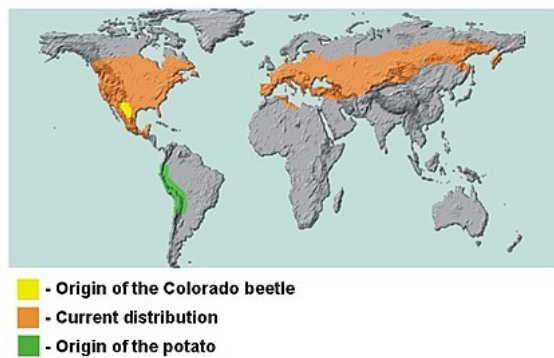 - Origin of the Colorado beetle
- Current distribution
- Origin of the potato